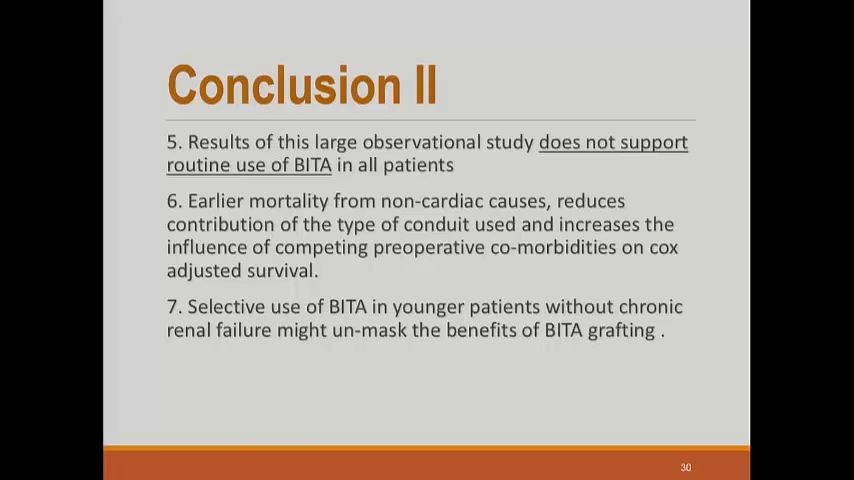 Conclusion II
5. Results of this large observational study does not support
routine use of BITA in all patients
6. Earlier mortality from non-cardiac causes, reduces
contribution of the type of conduit used and increases the
influence of competing preoperative co-morbidities on cox
adjusted survival.
7. Selective use of BITA in younger patients without chronic
renal failure might un-mask the benefits of BITA grafting .
30